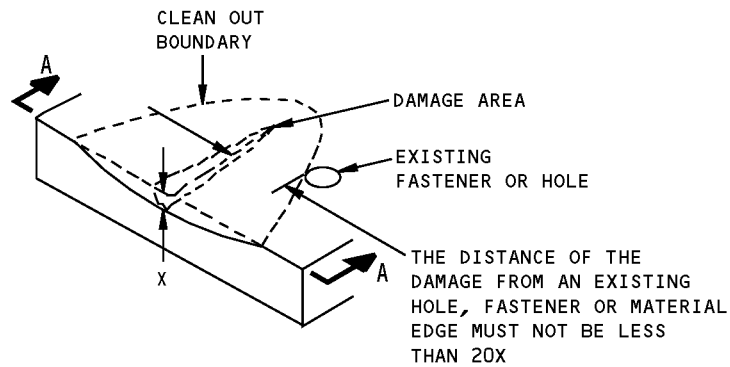 CLEAN OUT
BOUNDARY
A
DAMAGE AREA
EXISTING
FASTENER OR HOLE
X
A
THE DISTANCE OF THE
DAMAGE FROM AN EXISTING
HOLE, FASTENER OR MATERIAL
EDGE MUST NOT BE LESS
THAN 20X